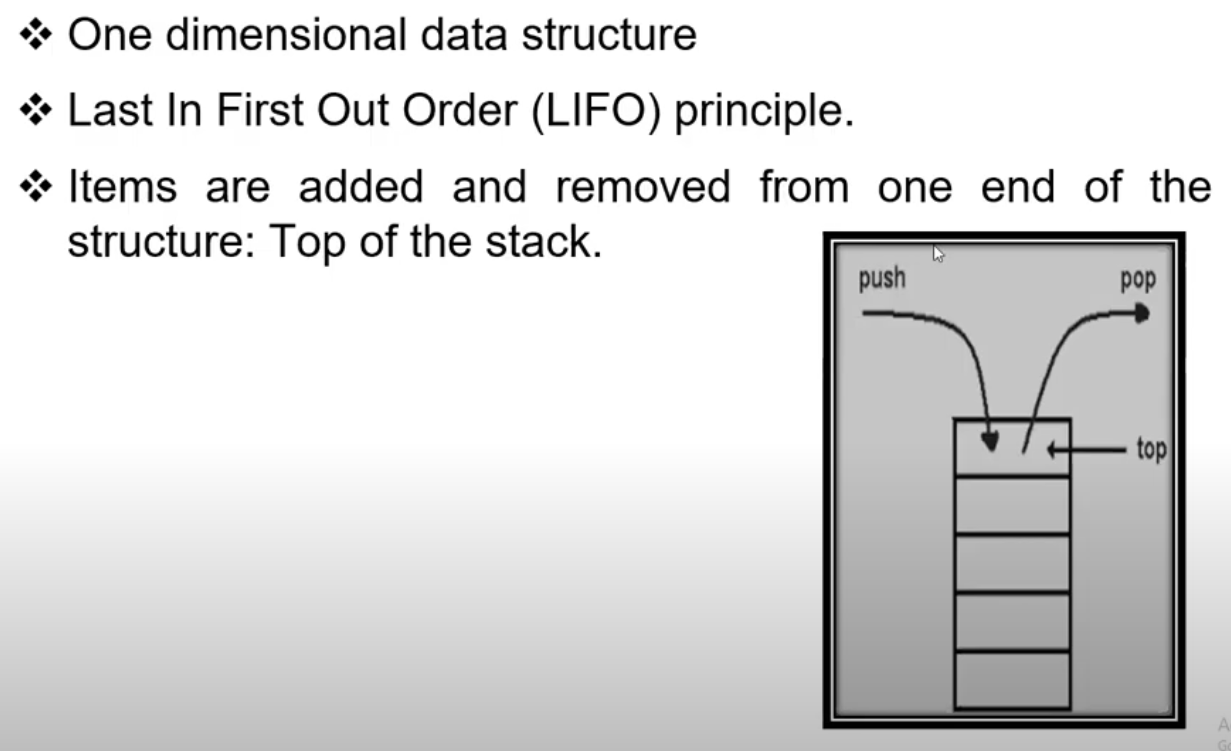 One dimensional data structure
Last In First Out Order (LIFO) principle.
Items are added and removed from one end of the
structure: Top of the stack.
push
pop
top